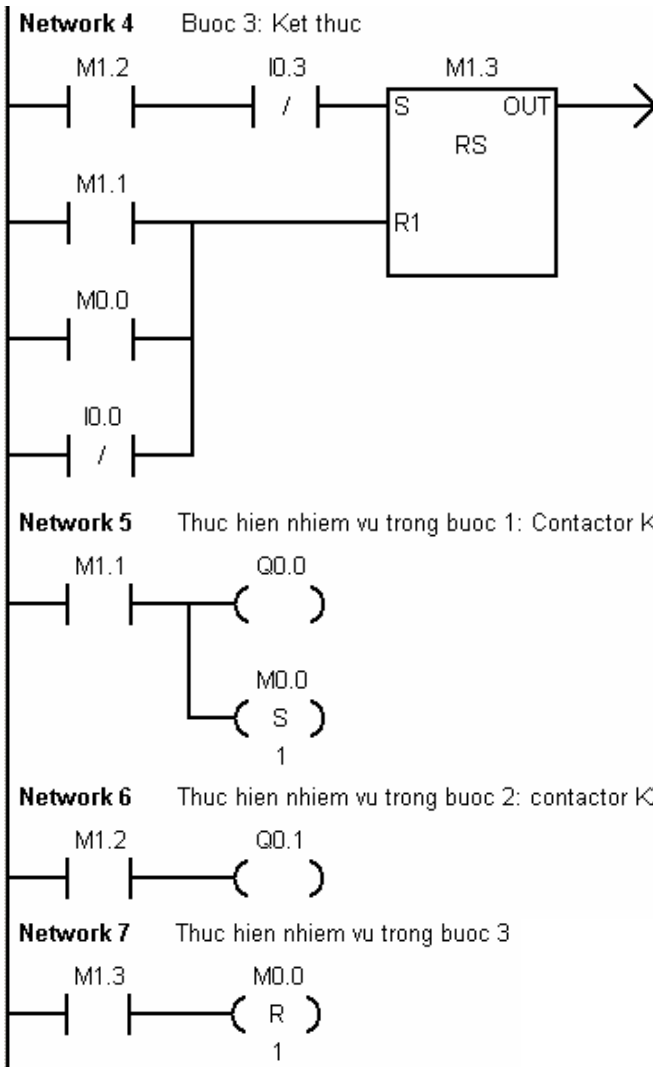 Network 4 Buoc 3: Ket thuc
M1.2 I0.3 M1.3
/ S OUT
RS
M1.1
R1
M0.0
I0.0
/
Network 5 Thuc hien nhiem vu trong buoc 1: Contactor K
M1.1 Q0.0
M0.0
S
1
Network 6 Thuc hien nhiem vu trong buoc 2: contactor K
M1.2 Q0.1
Network 7 Thuc hien nhiem vu trong buoc 3
M1.3 M0.0
R
1